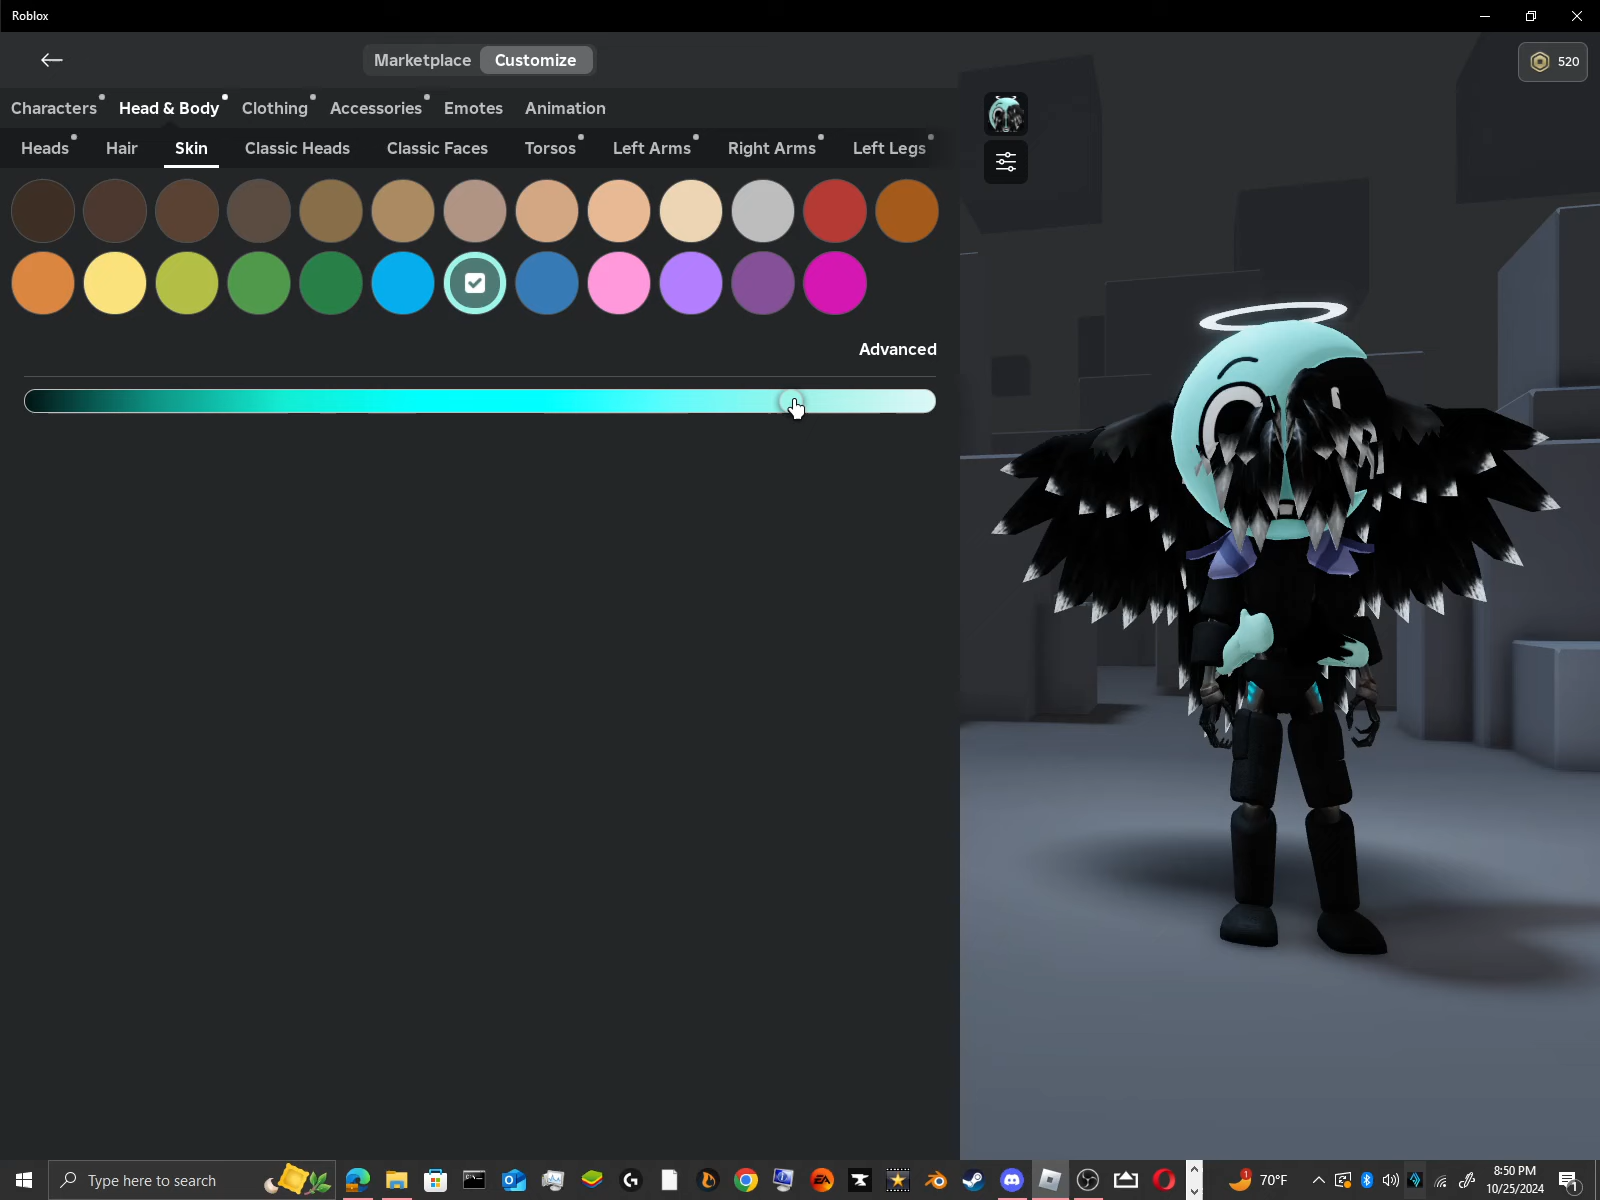 Roblox
Marketplace Customize
520
Characters Head & Body Clothing Accessories Emotes Animation
Heads Hair Skin Classic Heads Classic Faces Torsos Left Arms Right Arms Left Legs
Advanced
Type here to search
70°F
8:50 PM
10/25/2024
1